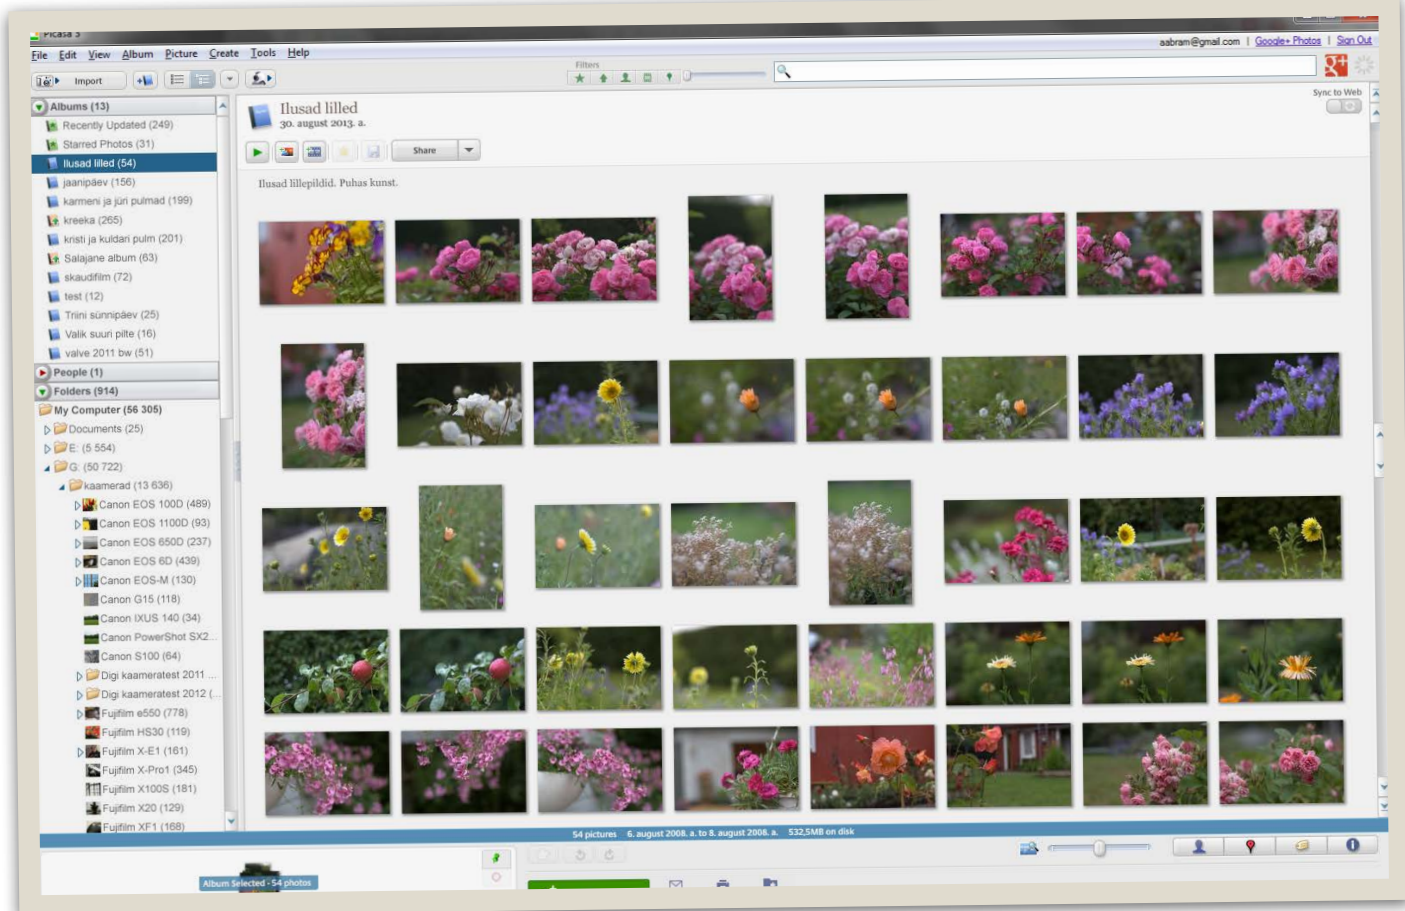 Picasa 3
File Edit View Album Picture Create Tools Help
aabram@gmail.com | Google+ Photos | Sign Out
Import
Filters
Sync to Web
Albums (13)
Recently Updated (249)
Starred Photos (31)
Ilusad lilled (54)
jaanipäev (156)
karmeni ja jüri pulmad (199)
kreeka (265)
kristi ja kuldari pulm (201)
Salajane album (63)
skaudifilm (72)
test (12)
Triini sünnipäev (25)
Valik suuri pilte (16)
valve 2011 bw (51)
People (1)
Folders (914)
My Computer (56 305)
Documents (25)
E: (5 554)
G: (50 722)
kaamerad (13 636)
Canon EOS 100D (489)
Canon EOS 1100D (93)
Canon EOS 650D (237)
Canon EOS 6D (439)
Canon EOS-M (130)
Canon G15 (118)
Canon IXUS 140 (34)
Canon PowerShot SX2...
Canon S100 (64)
Digi kaameratest 2011 ...
Digi kaameratest 2012 (...
Fujifilm e550 (778)
Fujifilm HS30 (119)
Fujifilm X-E1 (161)
Fujifilm X-Pro1 (345)
Fujifilm X100S (181)
Fujifilm X20 (129)
Fujifilm XF1 (168)
Ilusad lilled
30. august 2013. a.
Share
Ilusad lillepildid. Puhas kunst.
54 pictures 6. august 2008. a. to 8. august 2008. a. 532,5MB on disk
Album Selected - 54 photos